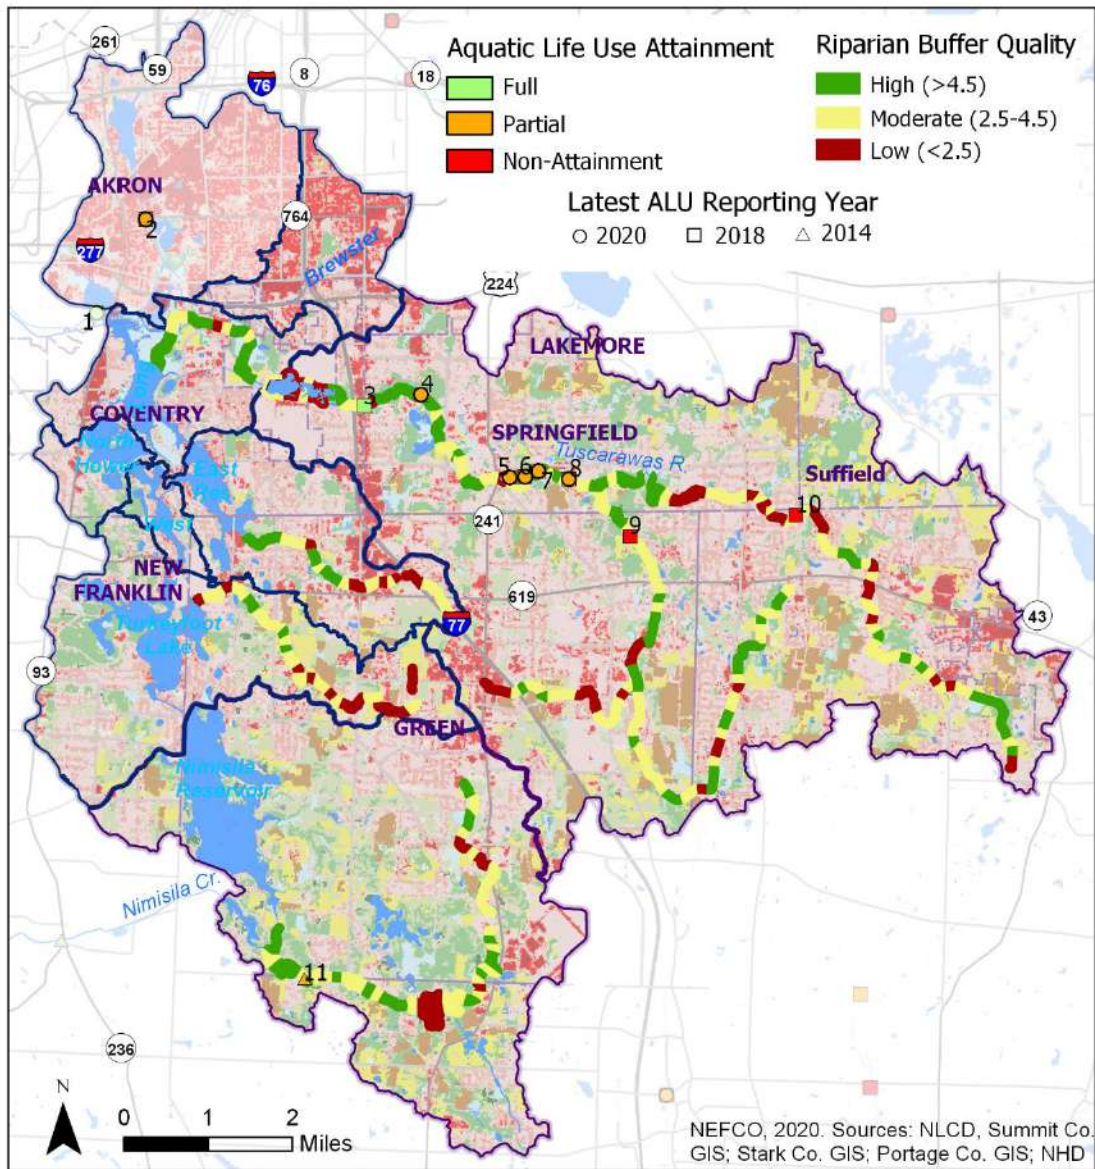 261
59
76
8
18
Aquatic Life Use Attainment
Full
Partial
Non-Attainment
Riparian Buffer Quality
High (>4.5)
Moderate (2.5-4.5)
Low (<2.5)
Latest ALU Reporting Year
2020
2018
2014
AKRON
2
277
764
Brewster
224
1
LAKEMORE
COVENTRY
3
4
SPRINGFIELD
Tuscarawas R.
North
Hower
East
West
5
6
7
8
Suffield
241
9
10
NEW
FRANKLIN
Turkeyfoot
Lake
619
77
43
93
GREEN
Nimisila
Reservoir
Nimisila Cr.
11
236
N
0
1
2
Miles
NEFCO, 2020. Sources: NLCD, Summit Co.
GIS; Stark Co. GIS; Portage Co. GIS; NHD